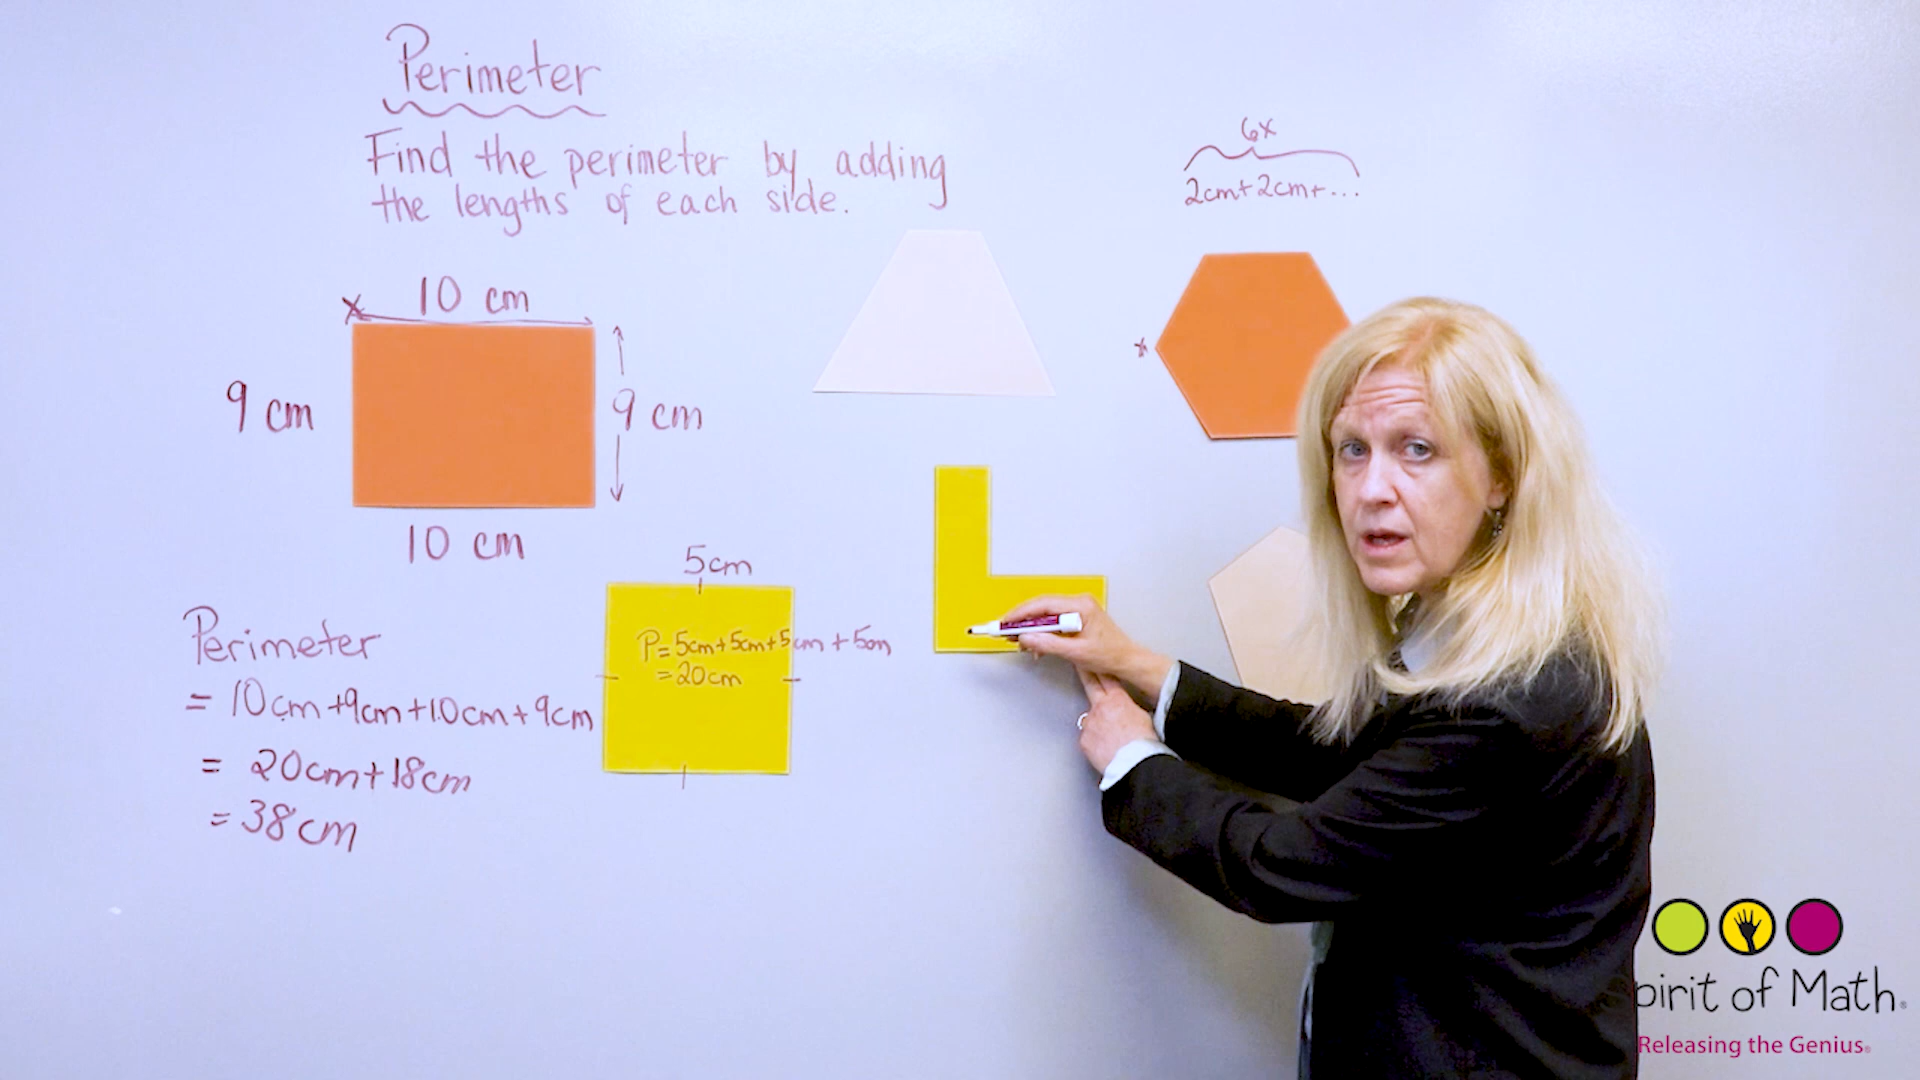 Perimeter
Find the perimeter by adding
the lengths of each side.
6x
2cm+2cm+...
x
10 cm
9 cm
9 cm
10 cm
x
5cm
P=5cm+5cm+5cm+5cm
=20cm
Perimeter
= 10cm+9cm+10cm+9cm
= 20cm+18cm
= 38cm
pirit of Math®
Releasing the Genius®